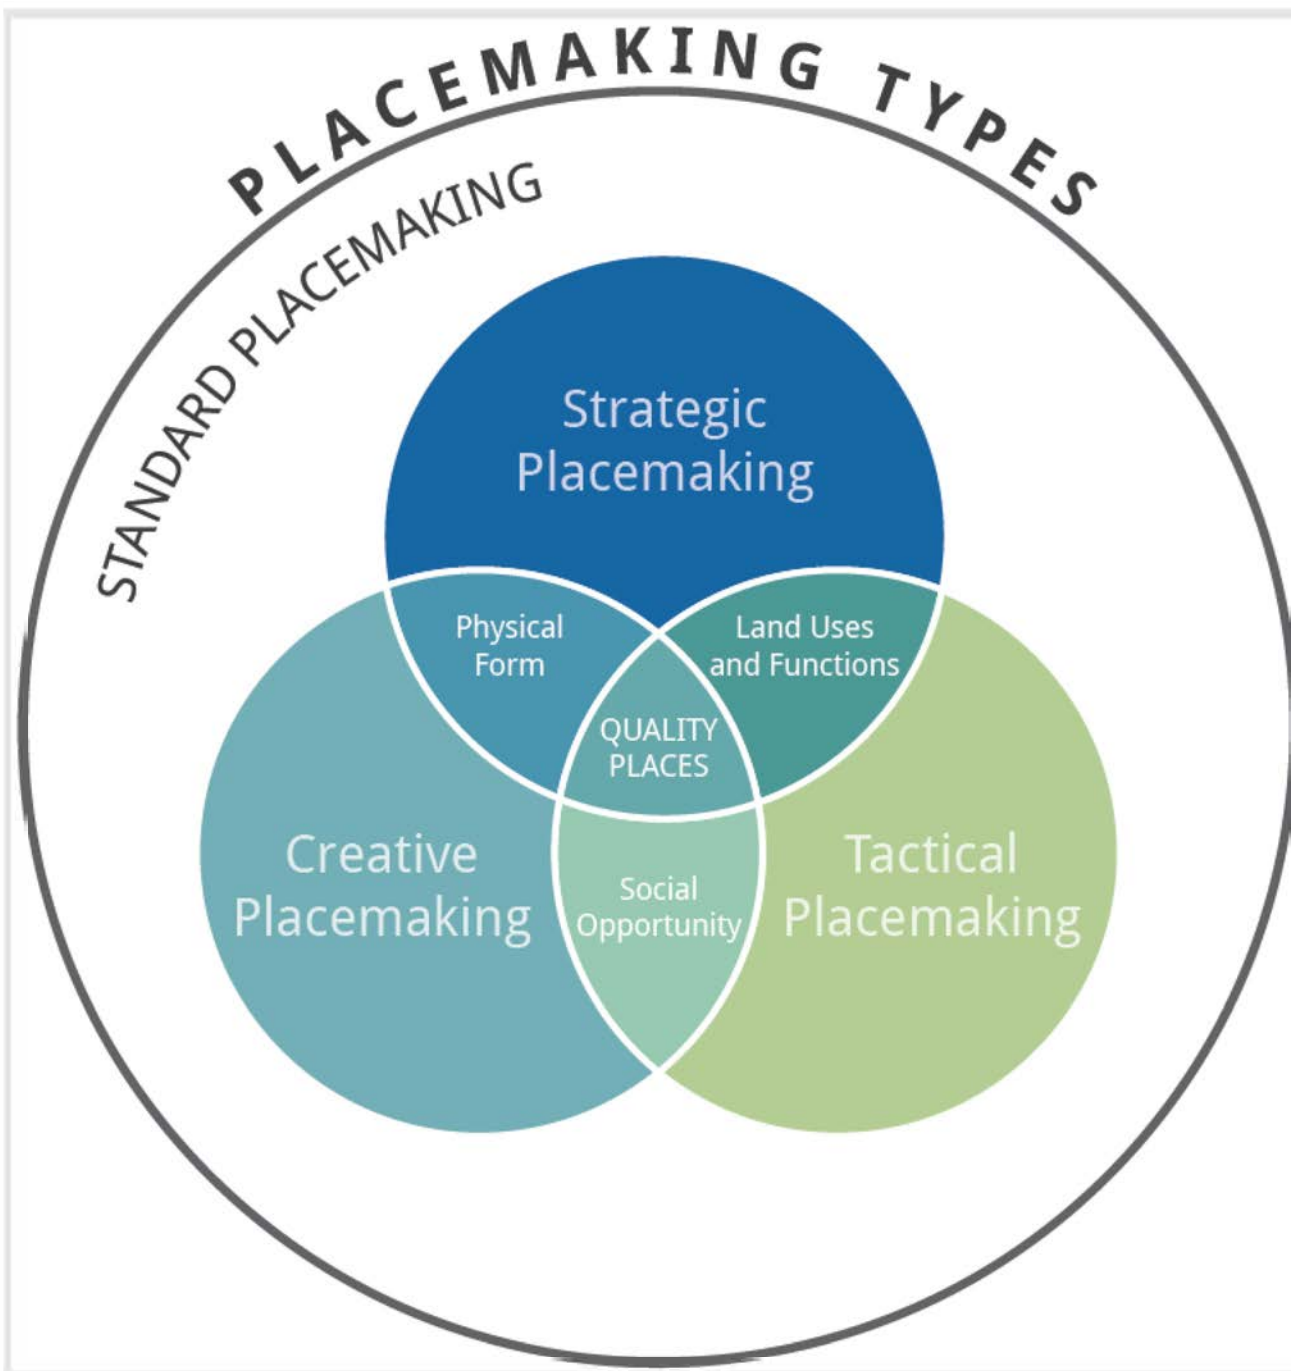 PLACEMAKING TYPES
STANDARD PLACEMAKING
Strategic
Placemaking
Physical
Form
Land Uses
and Functions
QUALITY
PLACES
Creative
Placemaking
Social
Opportunity
Tactical
Placemaking